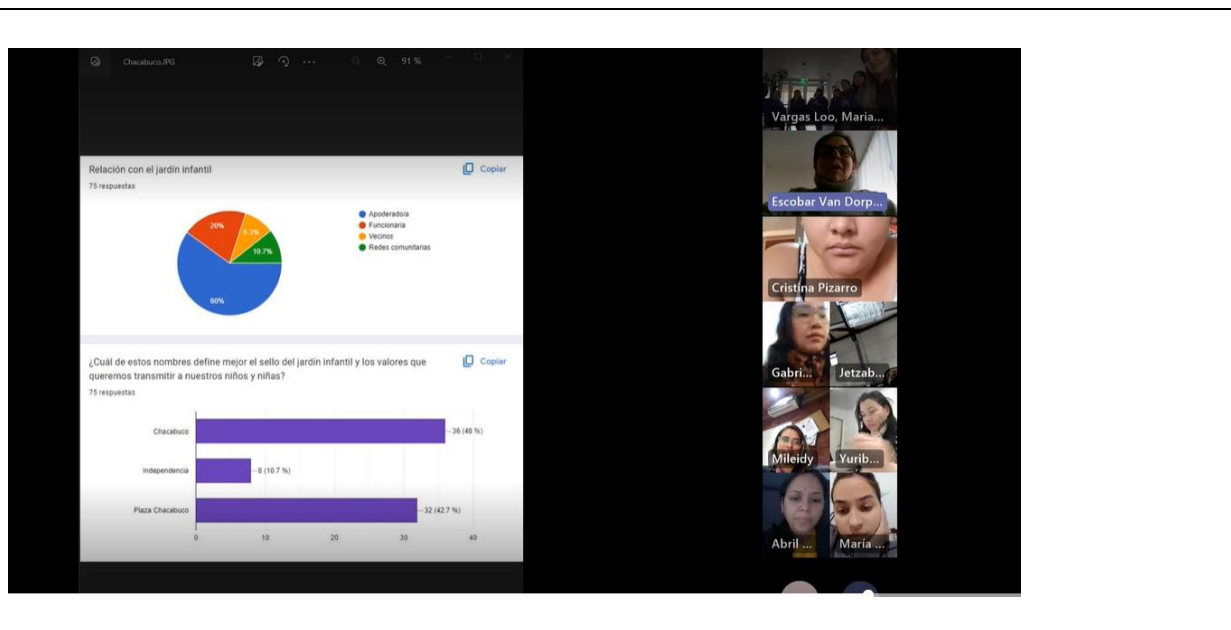 Chacabuco.JPG
91 %
Relación con el jardín infantil
Copiar
75 respuestas
Apoderado/a
Funcionaria
Vecinos
Redes comunitarias
20%
9.3%
10.7%
60%
¿Cuál de estos nombres define mejor el sello del jardín infantil y los valores que
queremos transmitir a nuestros niños y niñas?
Copiar
75 respuestas
Chacabuco
36 (48 %)
Independencia
8 (10.7 %)
Plaza Chacabuco
32 (42.7 %)
0 10 20 30 40
Vargas Loo, Maria...
Escobar Van Dorp...
Cristina Pizarro
Gabri... Jetzab...
Mileidy Yurib...
Abril ... María ...